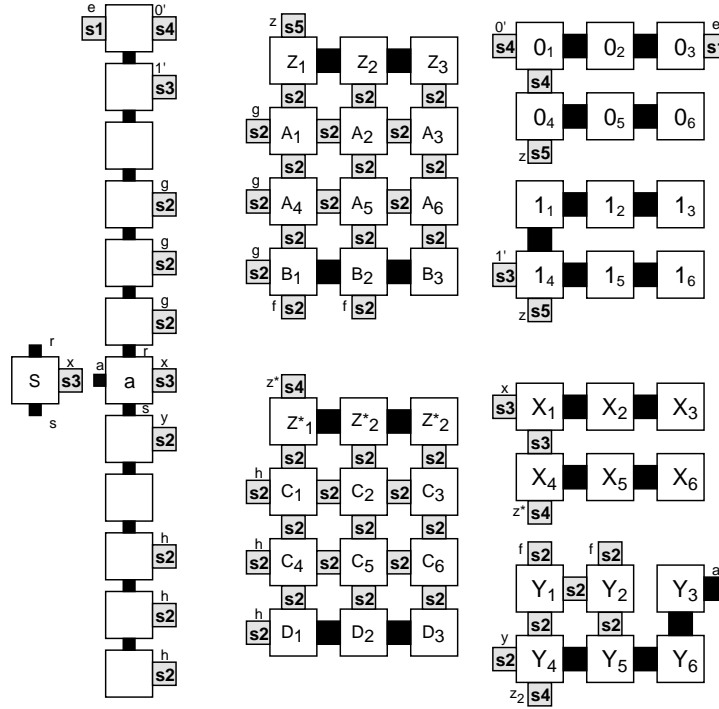 e 0'
s1 s4
1'
s3
g
s2
g
s2
g
s2
r
x a r x
S s3 a s3
s s y
s2
h
s2
h
s2
h
s2
z s5
Z1 Z2 Z3
s2 s2 s2
g
s2 A1 s2 A2 s2 A3
s2 s2 s2
g
s2 A4 s2 A5 s2 A6
s2 s2 s2
g
s2 B1 B2 B3
f s2 f s2
z* s4
Z*1 Z*2 Z*2
s2 s2 s2
h
s2 C1 s2 C2 s2 C3
s2 s2 s2
h
s2 C4 s2 C5 s2 C6
s2 s2 s2
h
s2 D1 D2 D3
0' e
s4 01 02 03
s4
04 05 06
z s5
11 12 13
1'
s3 14 15 16
z s5
x
s3 X1 X2 X3
s3
X4 X5 X6
z* s4
f s2 f s2
a
Y1 s2 Y2 Y3
s2 s2
y
s2 Y4 Y5 Y6
z2 s4